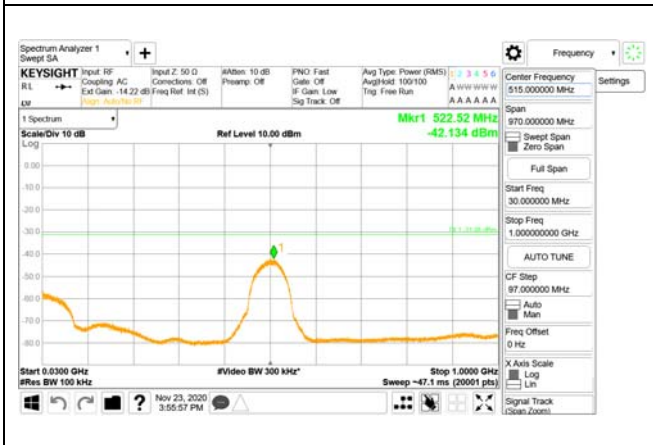 Spectrum Analyzer 1
Swept SA
+
Frequency
KEYSIGHT
RL
Input: RF
Coupling: AC
Ext Gain: -14.22 dB
Align: Auto/No RF
Input Z: 50 Ω
Corrections: Off
Freq Ref: Int (S)
#Atten: 10 dB
Preamp: Off
PNO: Fast
Gate: Off
IF Gain: Low
Sig Track: Off
Avg Type: Power (RMS)
Avg|Hold: 100/100
Trig: Free Run
1 2 3 4 5 6
A W W W W W
A A A A A A
1 Spectrum
Scale/Div 10 dB
Log
Ref Level 10.00 dBm
Mkr1 522.52 MHz
-42.134 dBm
0.00
-10.0
-20.0
-30.0
-40.0
-50.0
-60.0
-70.0
-80.0
1
Start 0.0300 GHz
#Res BW 100 kHz
#Video BW 300 kHz*
Stop 1.0000 GHz
Sweep ~47.1 ms (20001 pts)
Nov 23, 2020
3:55:57 PM
?
Center Frequency
515.000000 MHz
Settings
Span
970.000000 MHz
Swept Span
Zero Span
Full Span
Start Freq
30.000000 MHz
Stop Freq
1.000000000 GHz
AUTO TUNE
CF Step
97.000000 MHz
Auto
Man
Freq Offset
0 Hz
X Axis Scale
Log
Lin
Signal Track
(Span Zoom)